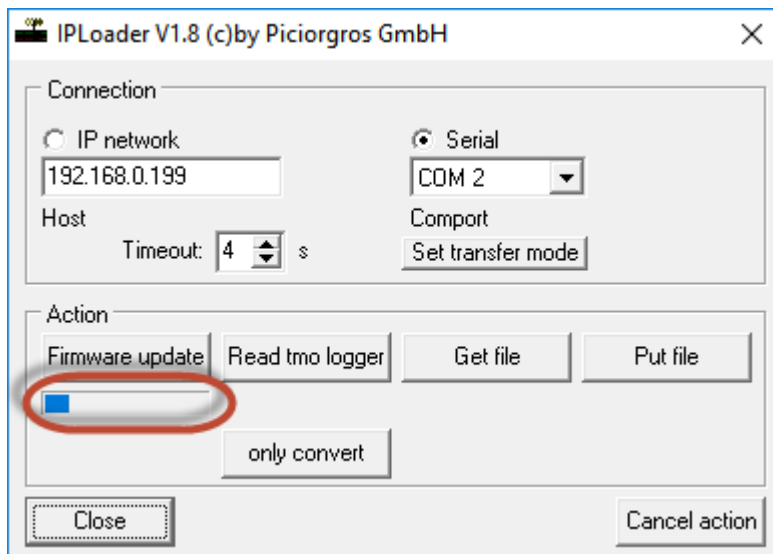 IPLoader V1.8 (c)by Piciorgros GmbH
Connection
IP network
Serial
192.168.0.199
COM 2
Host
Comport
Timeout: 4 s
Set transfer mode
Action
Firmware update
Read tmo logger
Get file
Put file
only convert
Close
Cancel action